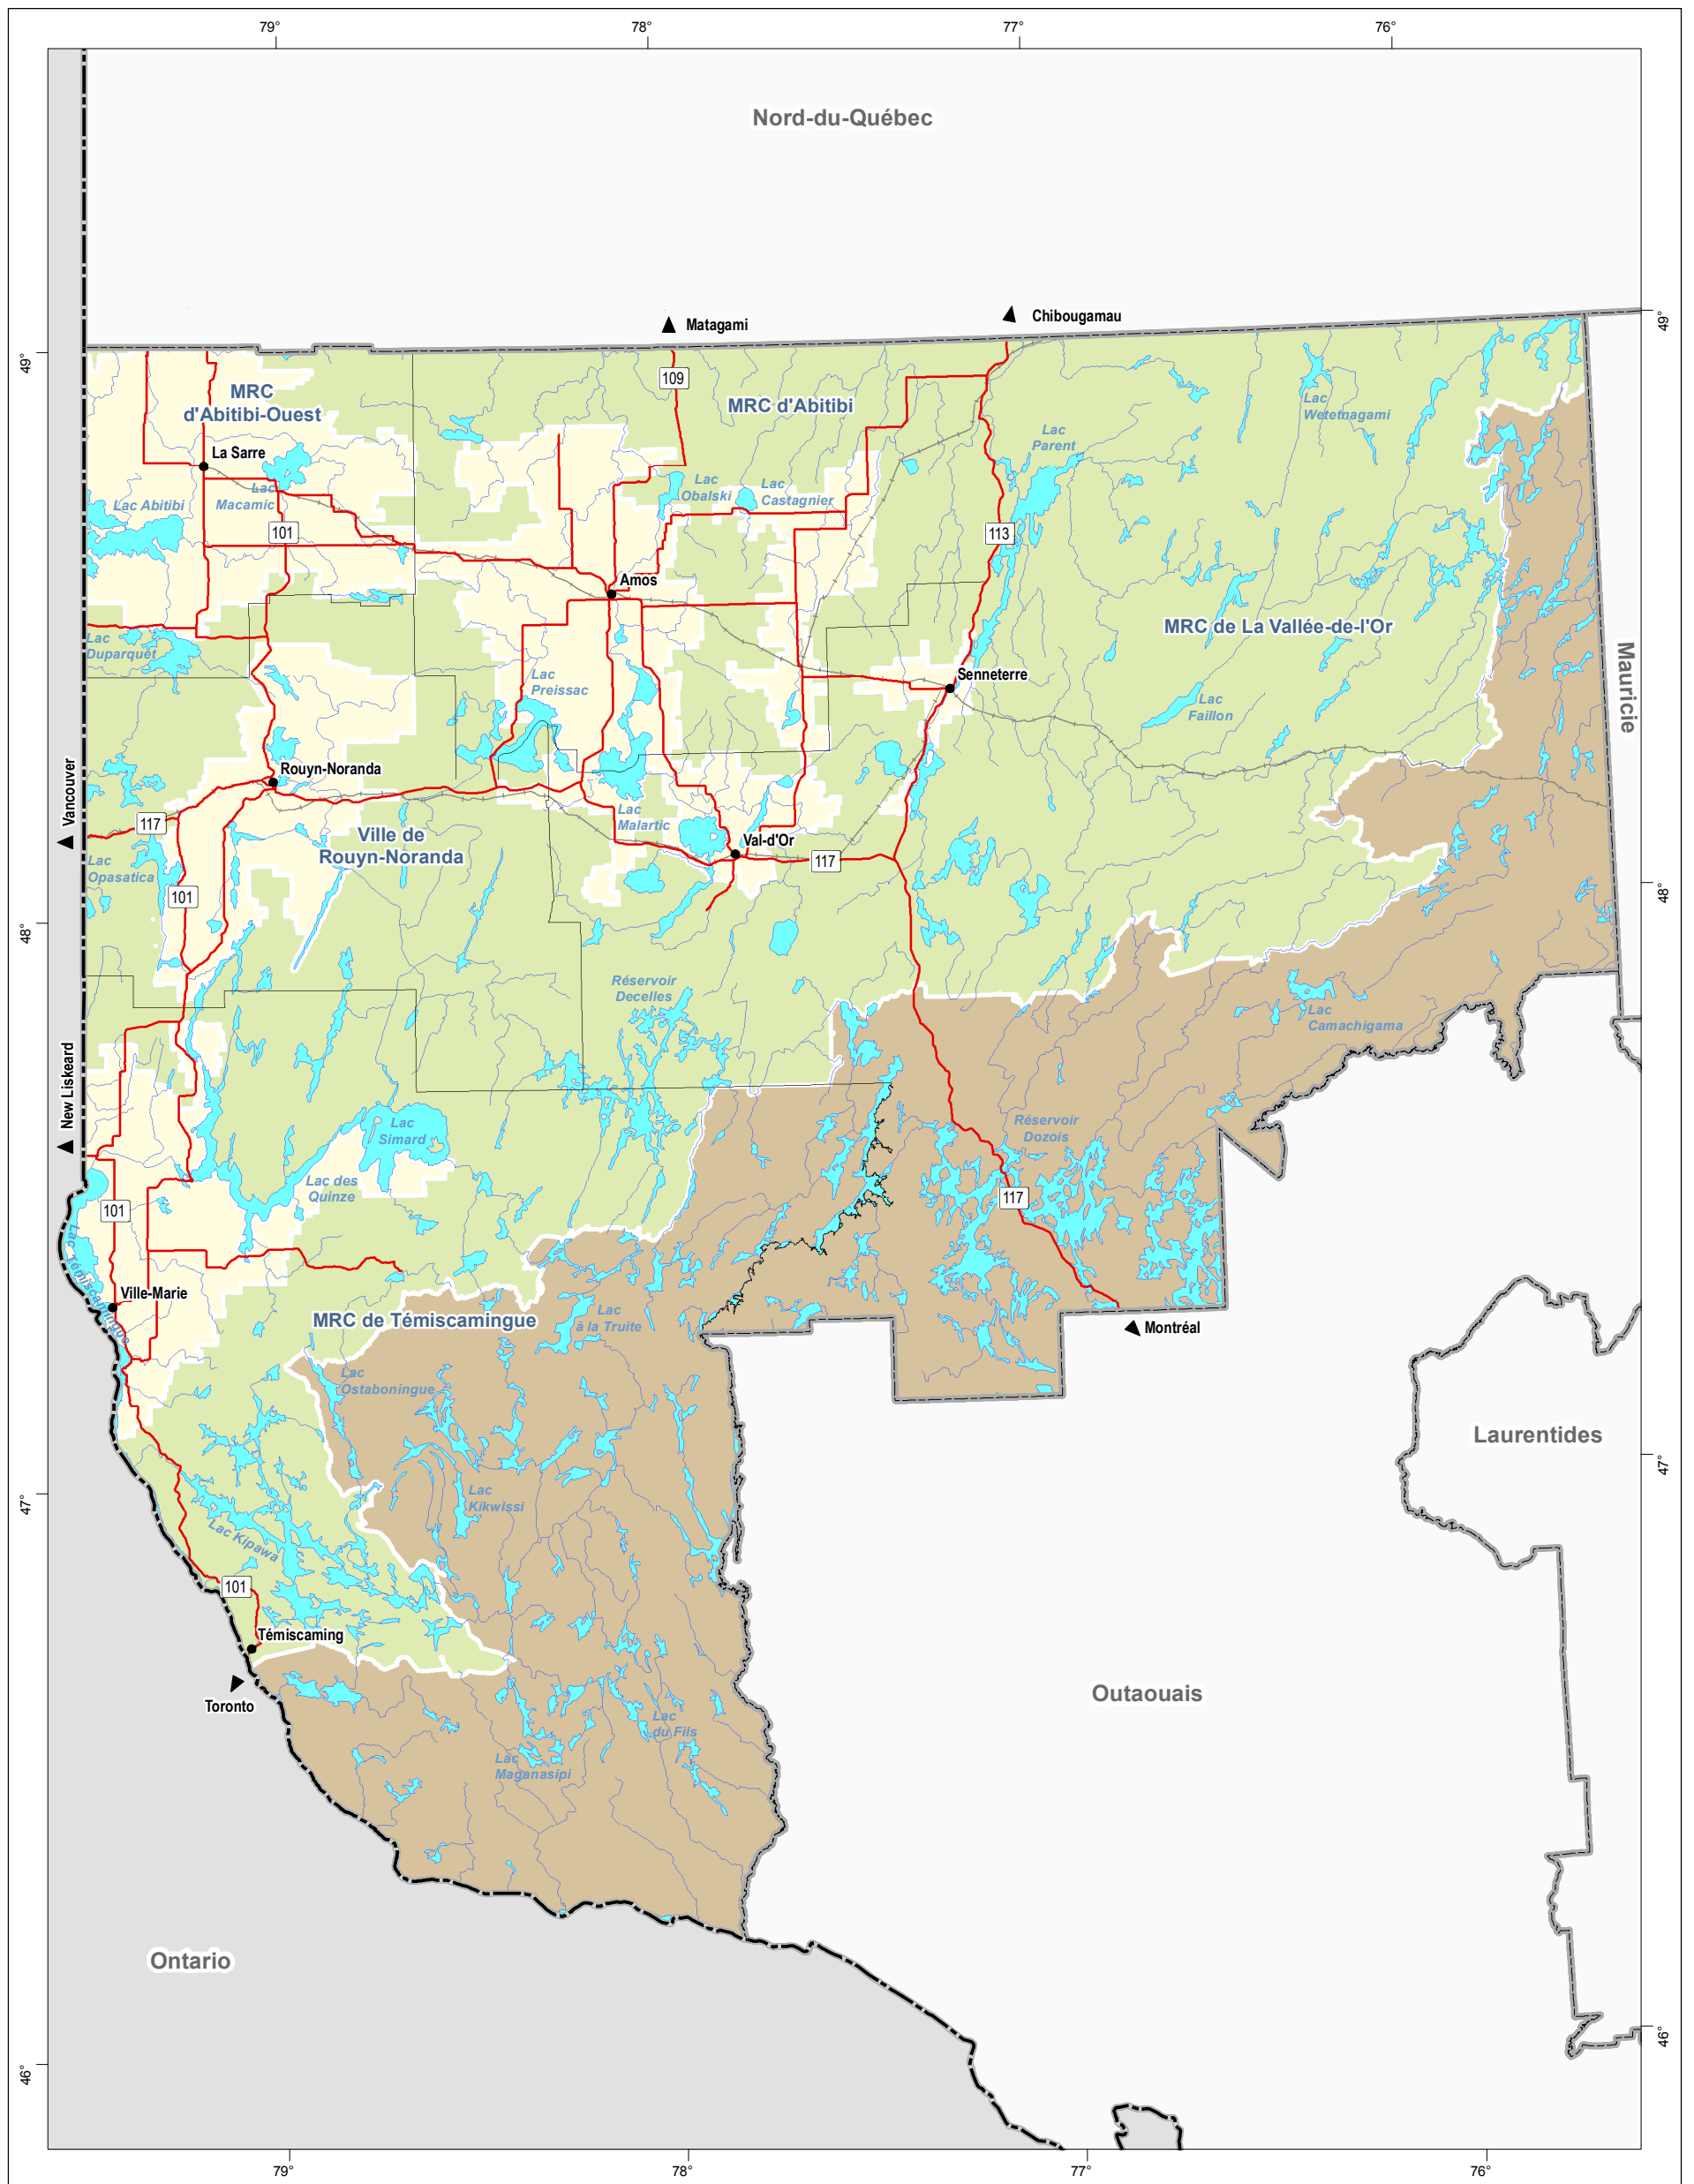 79°
78°
77°
76°
Nord-du-Québec
Matagami
Chibougamau
49°
49°
MRC
d'Abitibi-Ouest
109
MRC d'Abitibi
Lac
Wetetnagami
Lac
Parent
La Sarre
Lac
Macamic
Lac Abitibi
Lac
Obalski
Lac
Castagnier
101
113
Amos
MRC de La Vallée-de-l'Or
Lac
Duparquet
Mauricie
Lac
Preissac
Senneterre
Lac
Faillon
Vancouver
Rouyn-Noranda
117
Ville de
Rouyn-Noranda
Lac
Malartic
Val-d'Or
117
Lac
Opasatica
101
48°
48°
Réservoir
Decelles
Lac
Camachigama
New Liskeard
Lac
Simard
Réservoir
Dozois
Lac des
Quinze
101
117
Lac Témiscamingue
Ville-Marie
MRC de Témiscamingue
Lac
à la Truite
Montréal
Lac
Ostaboningue
Laurentides
47°
47°
Lac
Kikwissi
Lac Kipawa
101
Témiscaming
Toronto
Outaouais
Lac
du Fils
Lac
Maganasipi
Ontario
46°
46°
79°
78°
77°
76°